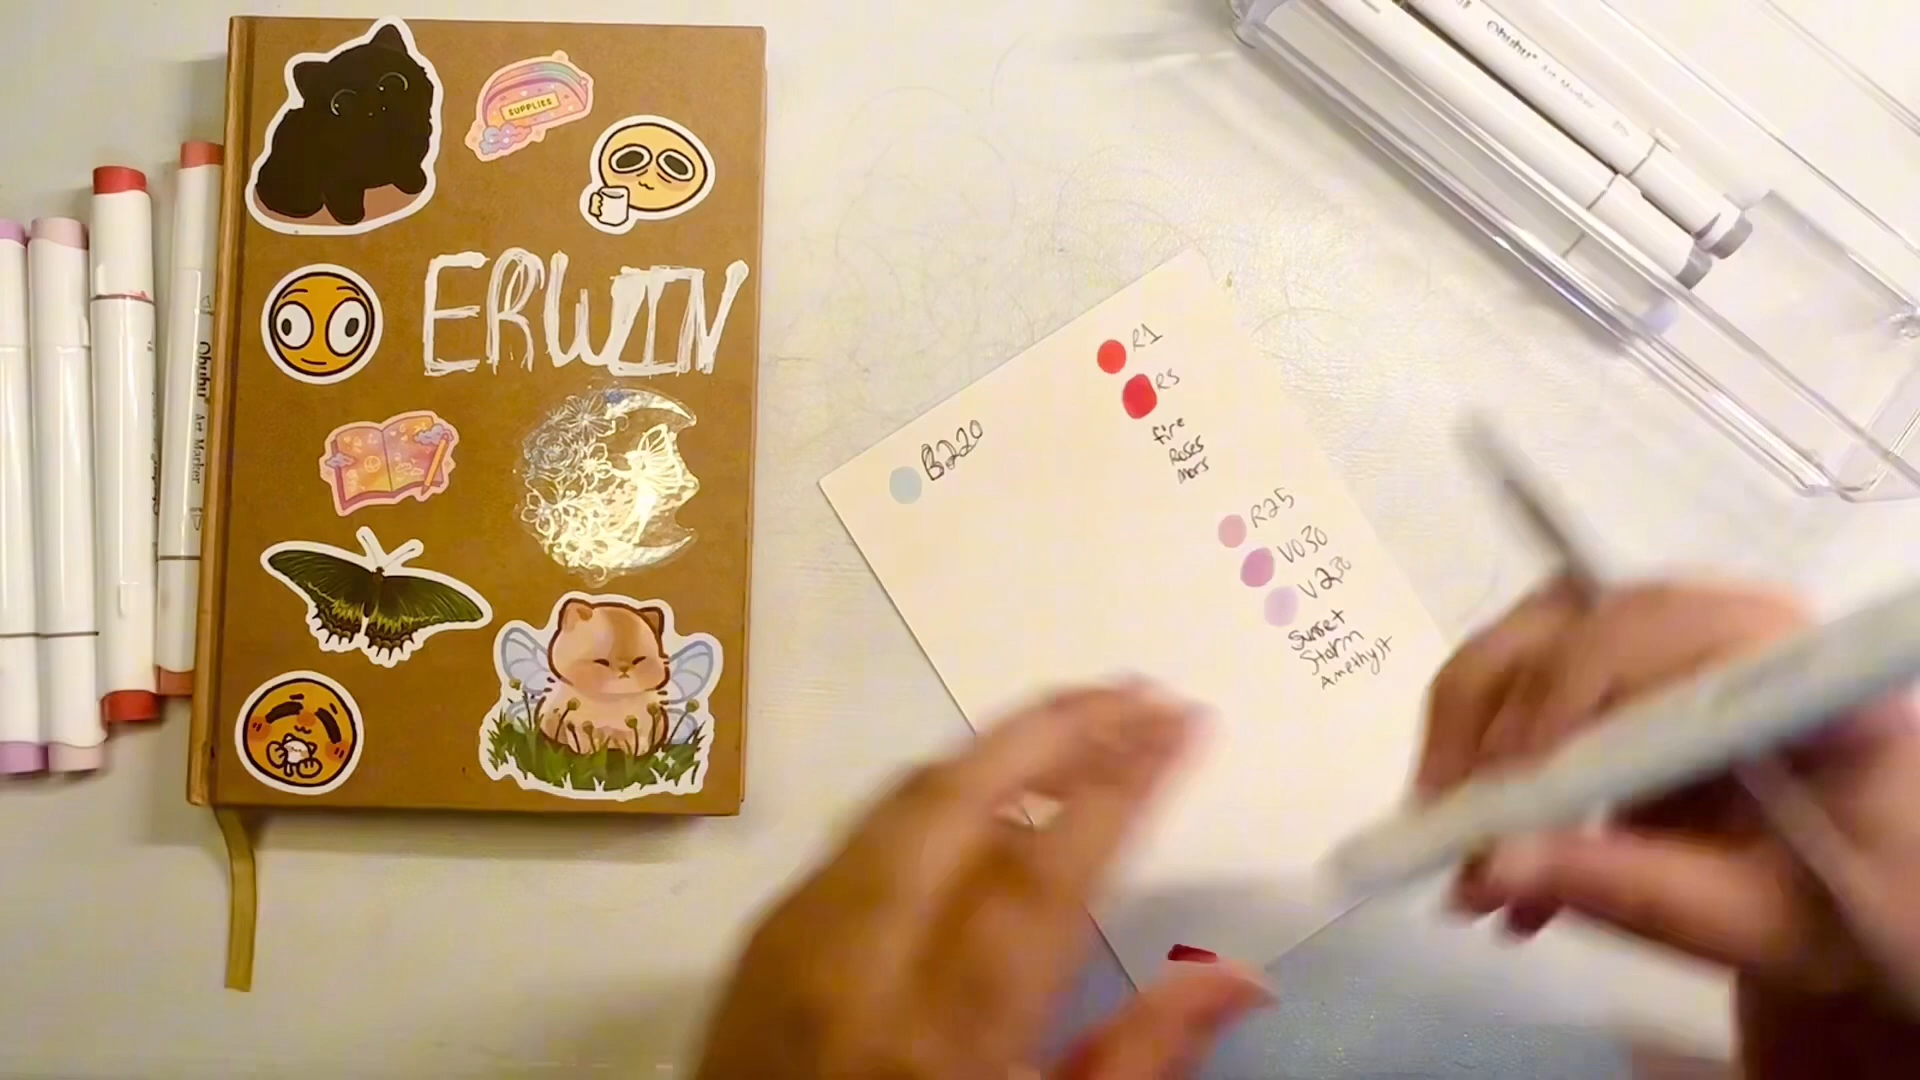 SUPPLIES
ERWIN
Ohuhu Art Marker
Ohuhu Art Marker
B220
R1
R5
fire
Roses
Mars
R25
V030
V230
Sunset
Storm
Amethyst